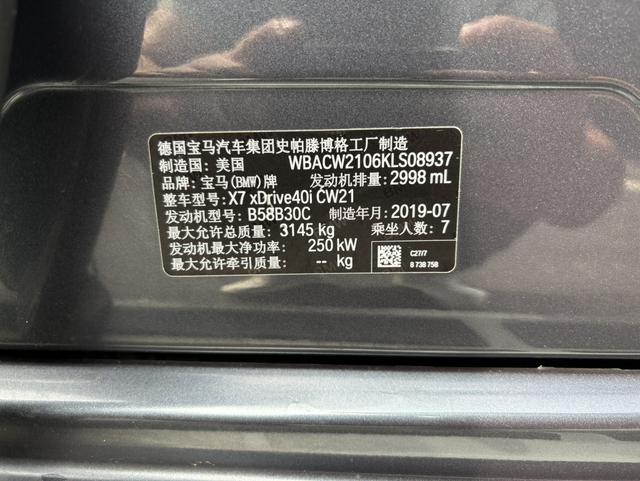 德国宝马汽车集团史帕滕博格工厂制造
制造国: 美国 WBACW2106KLS08937
品牌: 宝马(BMW)牌 发动机排量: 2998 mL
整车型号: X7 xDrive40i CW21
发动机型号: B58B30C 制造年月: 2019-07
最大允许总质量: 3145 kg 乘坐人数: 7
发动机最大净功率: 250 kW
最大允许牵引质量: -- kg
C27/7
8 738 758